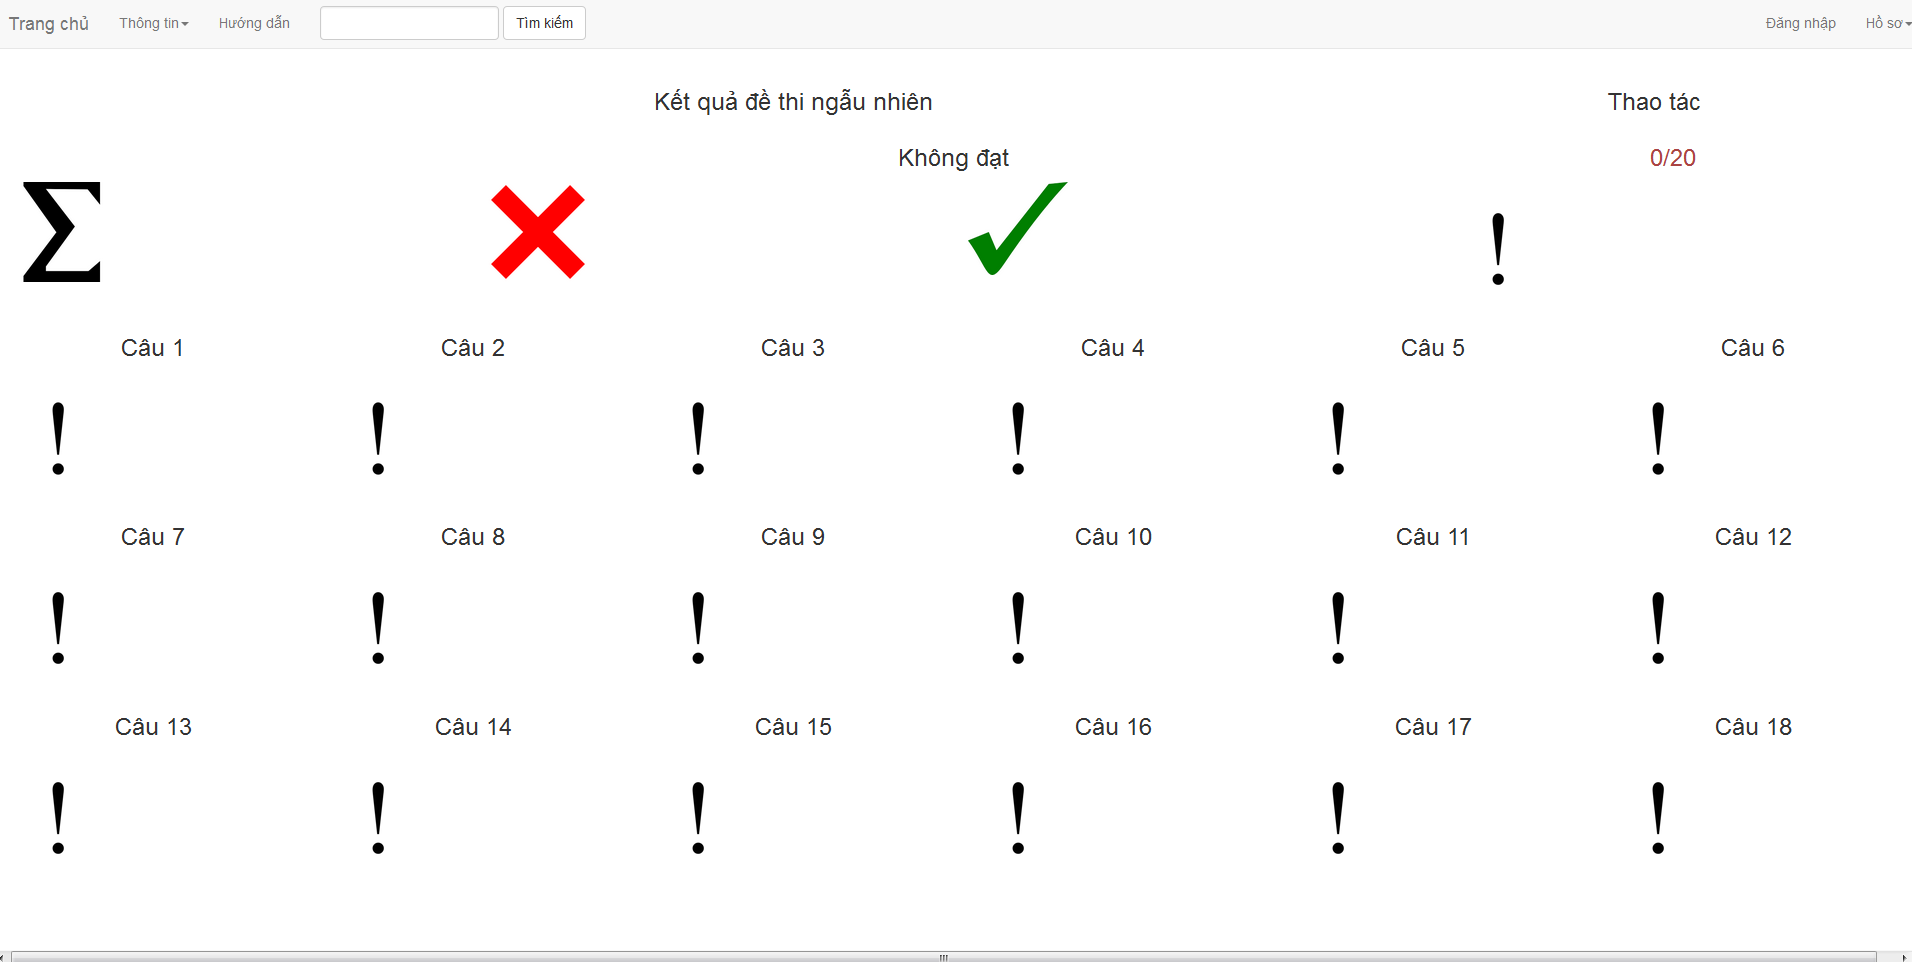 Trang chủ Thông tin Hướng dẫn Tìm kiếm Đăng nhập Hồ sơ
Kết quả đề thi ngẫu nhiên Thao tác
Không đạt 0/20
Σ ✖ ✓ !
Câu 1 Câu 2 Câu 3 Câu 4 Câu 5 Câu 6
! ! ! ! ! !
Câu 7 Câu 8 Câu 9 Câu 10 Câu 11 Câu 12
! ! ! ! ! !
Câu 13 Câu 14 Câu 15 Câu 16 Câu 17 Câu 18
! ! ! ! ! !